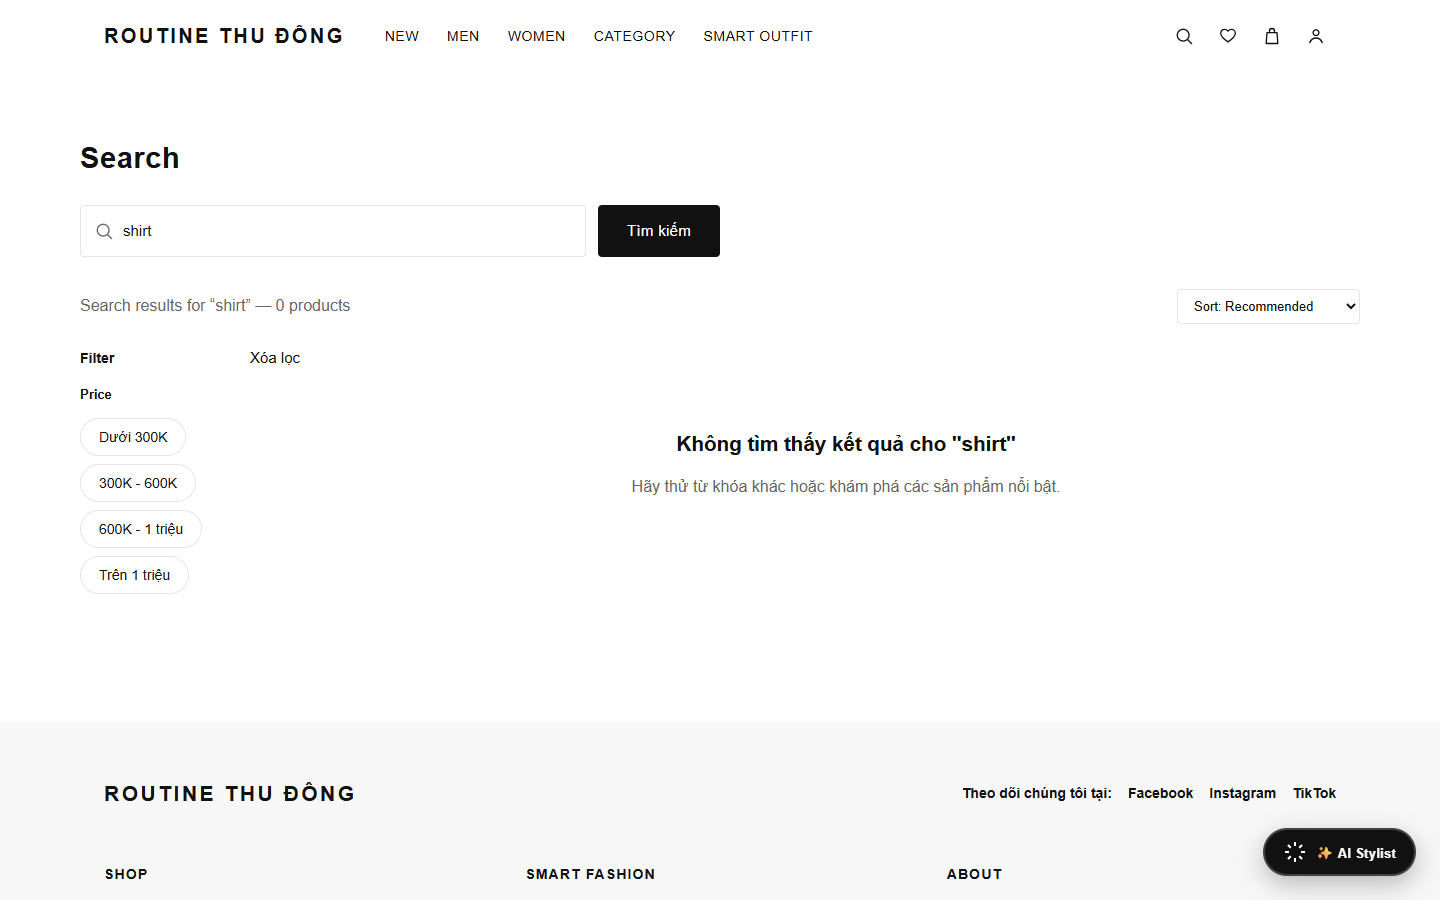 ROUTINE THU ĐÔNG NEW MEN WOMEN CATEGORY SMART OUTFIT
Search
shirt
Tìm kiếm
Search results for “shirt” — 0 products
Sort: Recommended
Filter
Xóa lọc
Price
Dưới 300K
300K - 600K
600K - 1 triệu
Trên 1 triệu
Không tìm thấy kết quả cho "shirt"
Hãy thử từ khóa khác hoặc khám phá các sản phẩm nổi bật.
ROUTINE THU ĐÔNG
Theo dõi chúng tôi tại: Facebook Instagram TikTok
✨ AI Stylist
SHOP
SMART FASHION
ABOUT